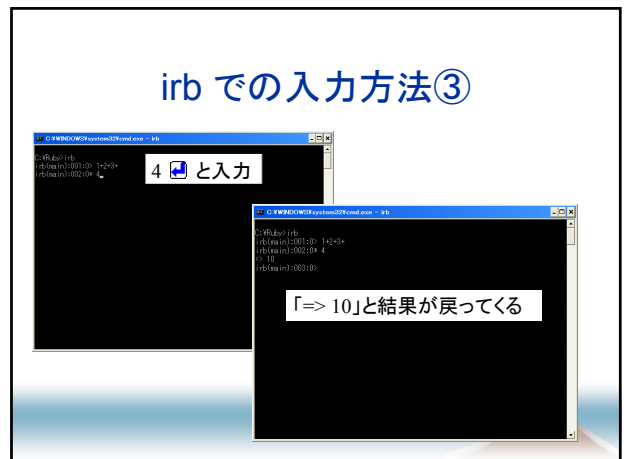 irb での入力方法③
C:¥WINDOWS¥system32¥cmd.exe - irb
C:¥Ruby>irb
irb(main):001:0> 1+2+3+
irb(main):002:0* 4_
4 と入力
C:¥WINDOWS¥system32¥cmd.exe - irb
C:¥Ruby>irb
irb(main):001:0> 1+2+3+
irb(main):002:0* 4
=> 10
irb(main):003:0>
「=> 10」と結果が戻ってくる